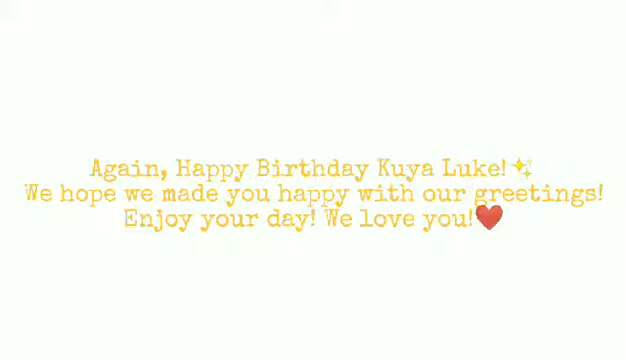 Again, Happy Birthday Kuya Luke!✨
We hope we made you happy with our greetings!
Enjoy your day! We love you!❤️